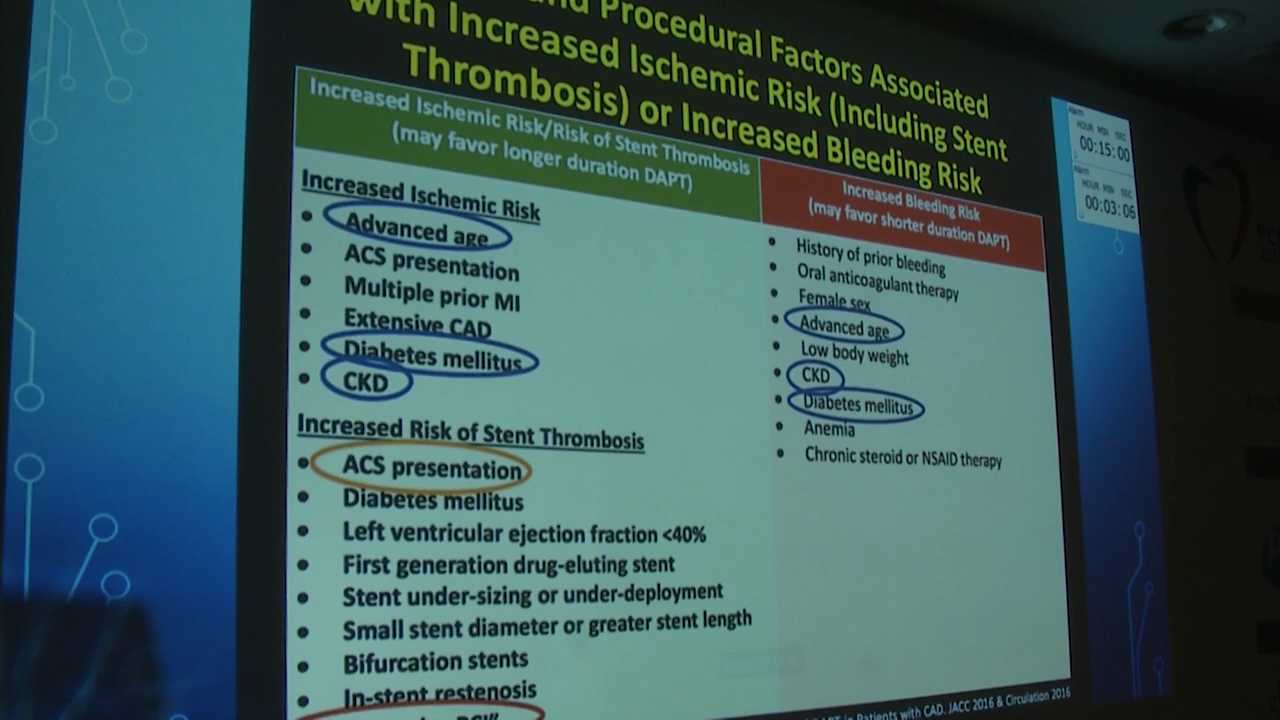 Procedural Factors Associated
with Increased Ischemic Risk (Including Stent
Thrombosis) or Increased Bleeding Risk
Increased Ischemic Risk/Risk of Stent Thrombosis
(may favor longer duration DAPT)
Increased Ischemic Risk
• Advanced age
• ACS presentation
• Multiple prior MI
• Extensive CAD
• Diabetes mellitus
• CKD
Increased Risk of Stent Thrombosis
• ACS presentation
• Diabetes mellitus
• Left ventricular ejection fraction <40%
• First generation drug-eluting stent
• Stent under-sizing or under-deployment
• Small stent diameter or greater stent length
• Bifurcation stents
• In-stent restenosis
Increased Bleeding Risk
(may favor shorter duration DAPT)
• History of prior bleeding
• Oral anticoagulant therapy
• Female sex
• Advanced age
• Low body weight
• CKD
• Diabetes mellitus
• Anemia
• Chronic steroid or NSAID therapy
in Patients with CAD. JACC 2016 & Circulation 2016
Alarm
HOUR MIN SEC
00:15:00
Alarm
HOUR MIN SEC
00:03:06